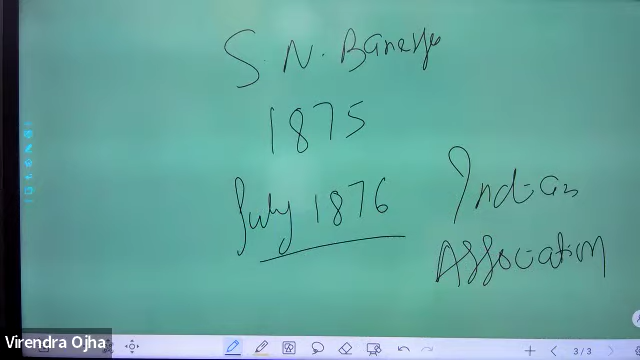 S. N. Banerjee
1875
July 1876
Indian
Association
Virendra Ojha
3/3